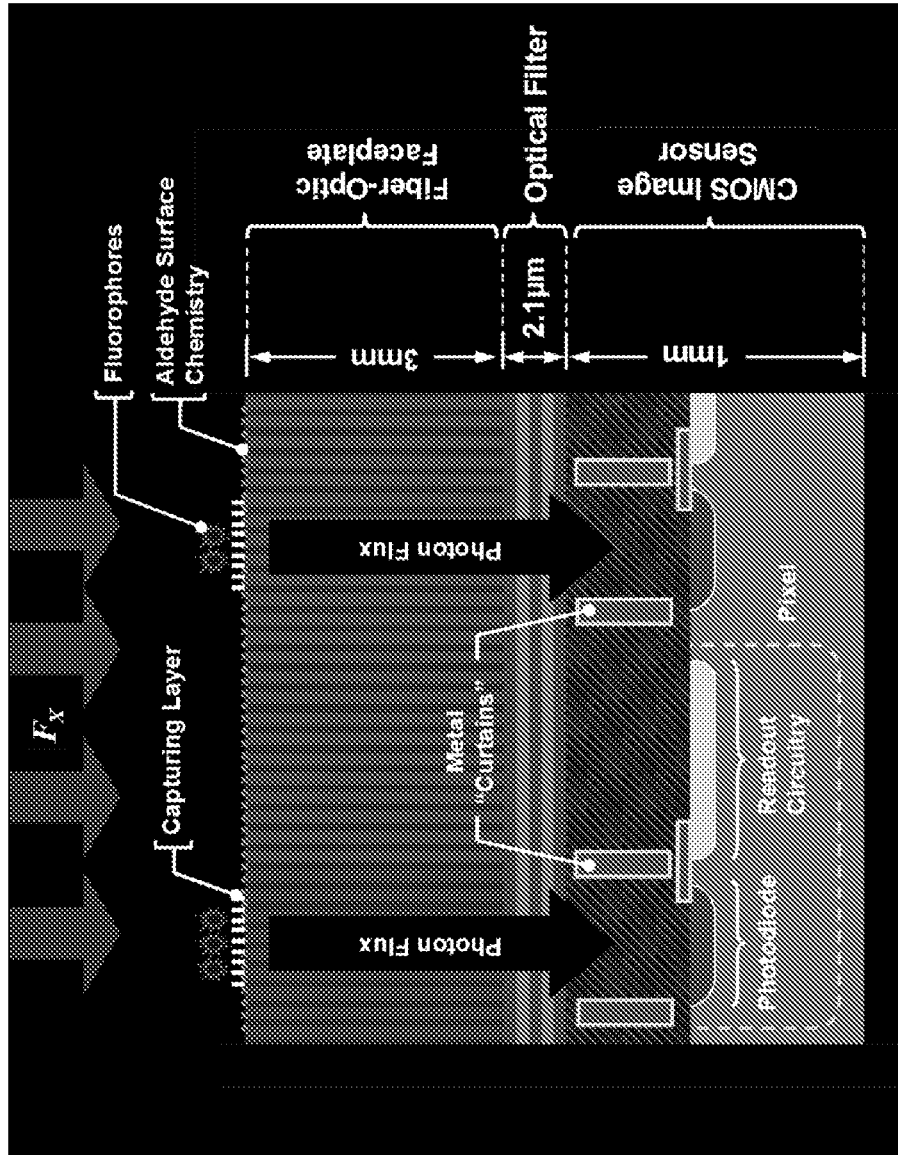 F_X
Fluorophores
Capturing Layer
Aldehyde Surface
Chemistry
Photon Flux
Photon Flux
3mm
Fiber-Optic
Faceplate
2.1µm
Optical Filter
Metal
"Curtains"
1mm
CMOS Image
Sensor
Photodiode
Readout
Circuitry
Pixel